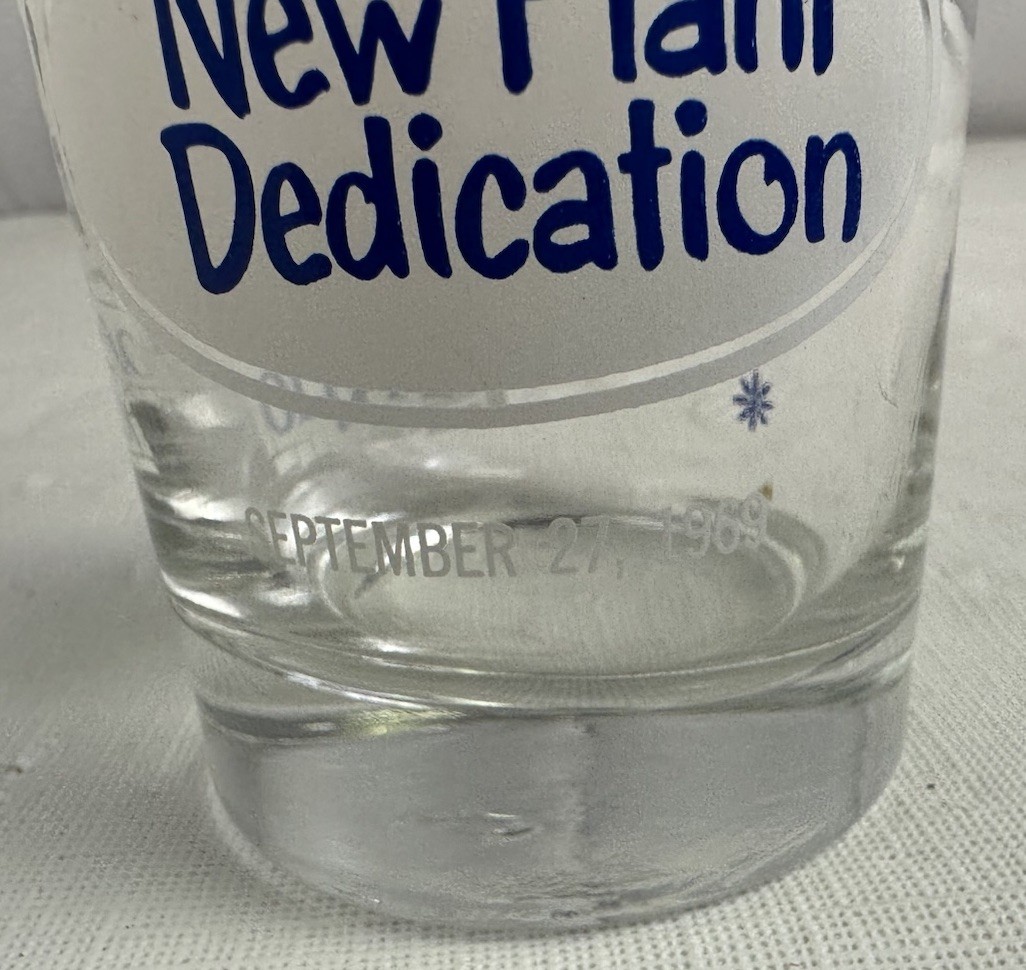 New Plant
Dedication
SEPTEMBER 27, 1969